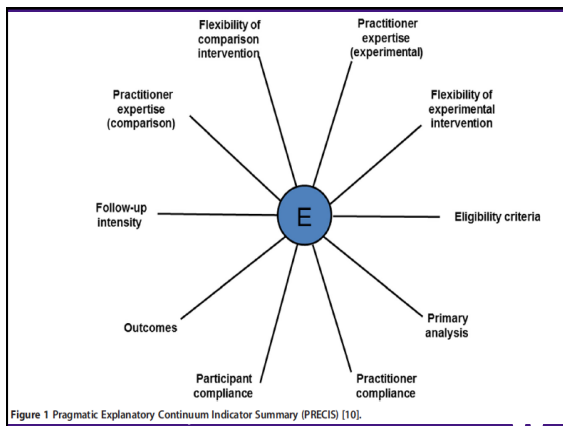 Flexibility of
comparison
intervention
Practitioner
expertise
(experimental)
Practitioner
expertise
(comparison)
Flexibility of
experimental
intervention
E
Follow-up
intensity
Eligibility criteria
Outcomes
Primary
analysis
Participant
compliance
Practitioner
compliance
Figure 1 Pragmatic Explanatory Continuum Indicator Summary (PRECIS) [10].